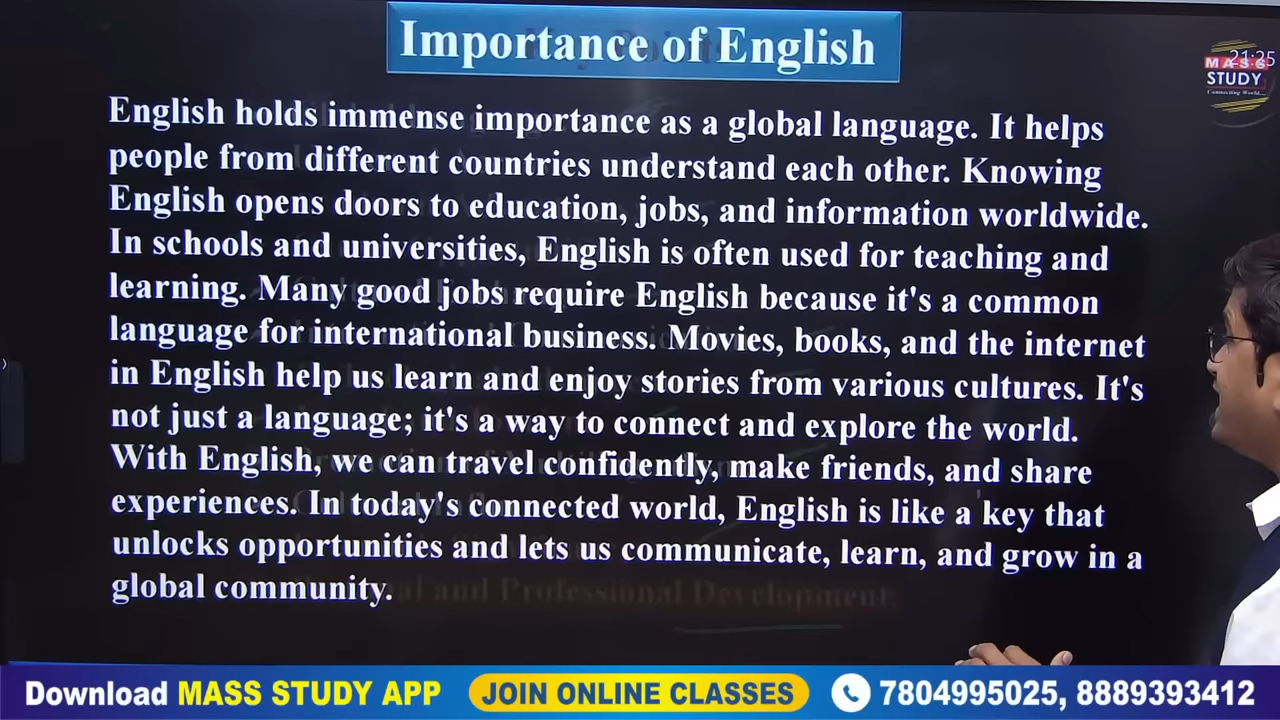 Importance of English
21:25
MASS
STUDY
Connecting World...
English holds immense importance as a global language. It helps
people from different countries understand each other. Knowing
English opens doors to education, jobs, and information worldwide.
In schools and universities, English is often used for teaching and
learning. Many good jobs require English because it's a common
language for international business. Movies, books, and the internet
in English help us learn and enjoy stories from various cultures. It's
not just a language; it's a way to connect and explore the world.
With English, we can travel confidently, make friends, and share
experiences. In today's connected world, English is like a key that
unlocks opportunities and lets us communicate, learn, and grow in a
global community.
and Professional Development
Download MASS STUDY APP JOIN ONLINE CLASSES 7804995025, 8889393412